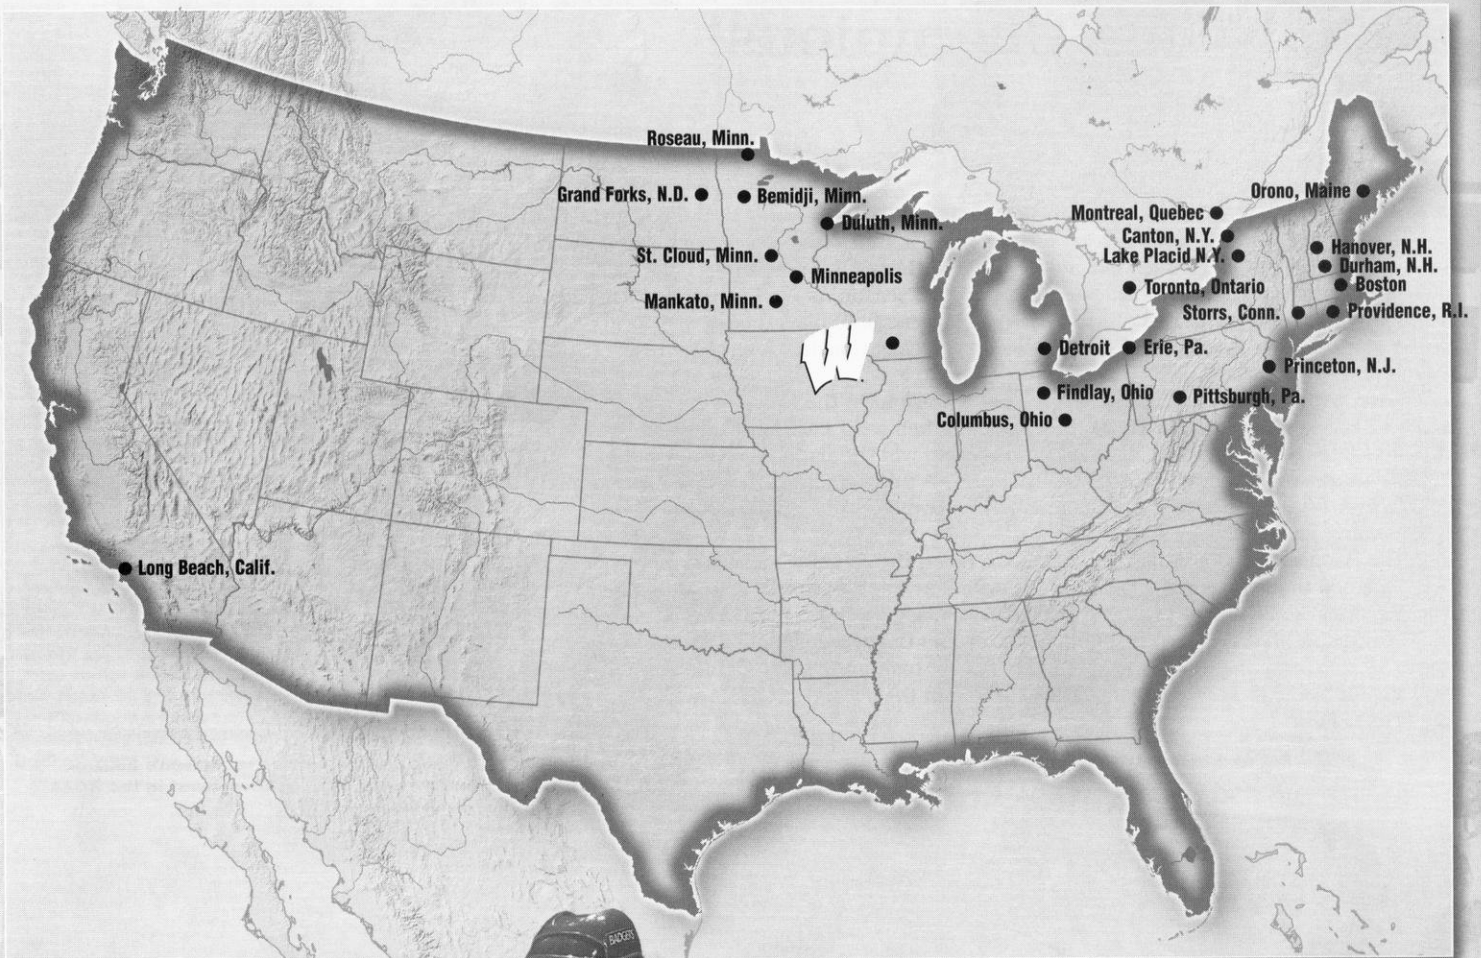 Roseau, Minn.
Grand Forks, N.D.
Bemidji, Minn.
Duluth, Minn.
St. Cloud, Minn.
Minneapolis
Mankato, Minn.
W
Orono, Maine
Montreal, Quebec
Canton, N.Y.
Lake Placid N.Y.
Hanover, N.H.
Durham, N.H.
Toronto, Ontario
Boston
Storrs, Conn.
Providence, R.I.
Detroit
Erie, Pa.
Princeton, N.J.
Findlay, Ohio
Pittsburgh, Pa.
Columbus, Ohio
Long Beach, Calif.
BADGERS